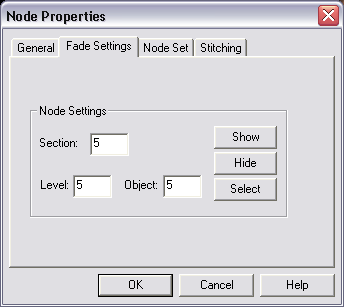 Node Properties
General Fade Settings Node Set Stitching
Node Settings
Section: 5 Show
Hide
Level: 5 Object: 5 Select
OK Cancel Help